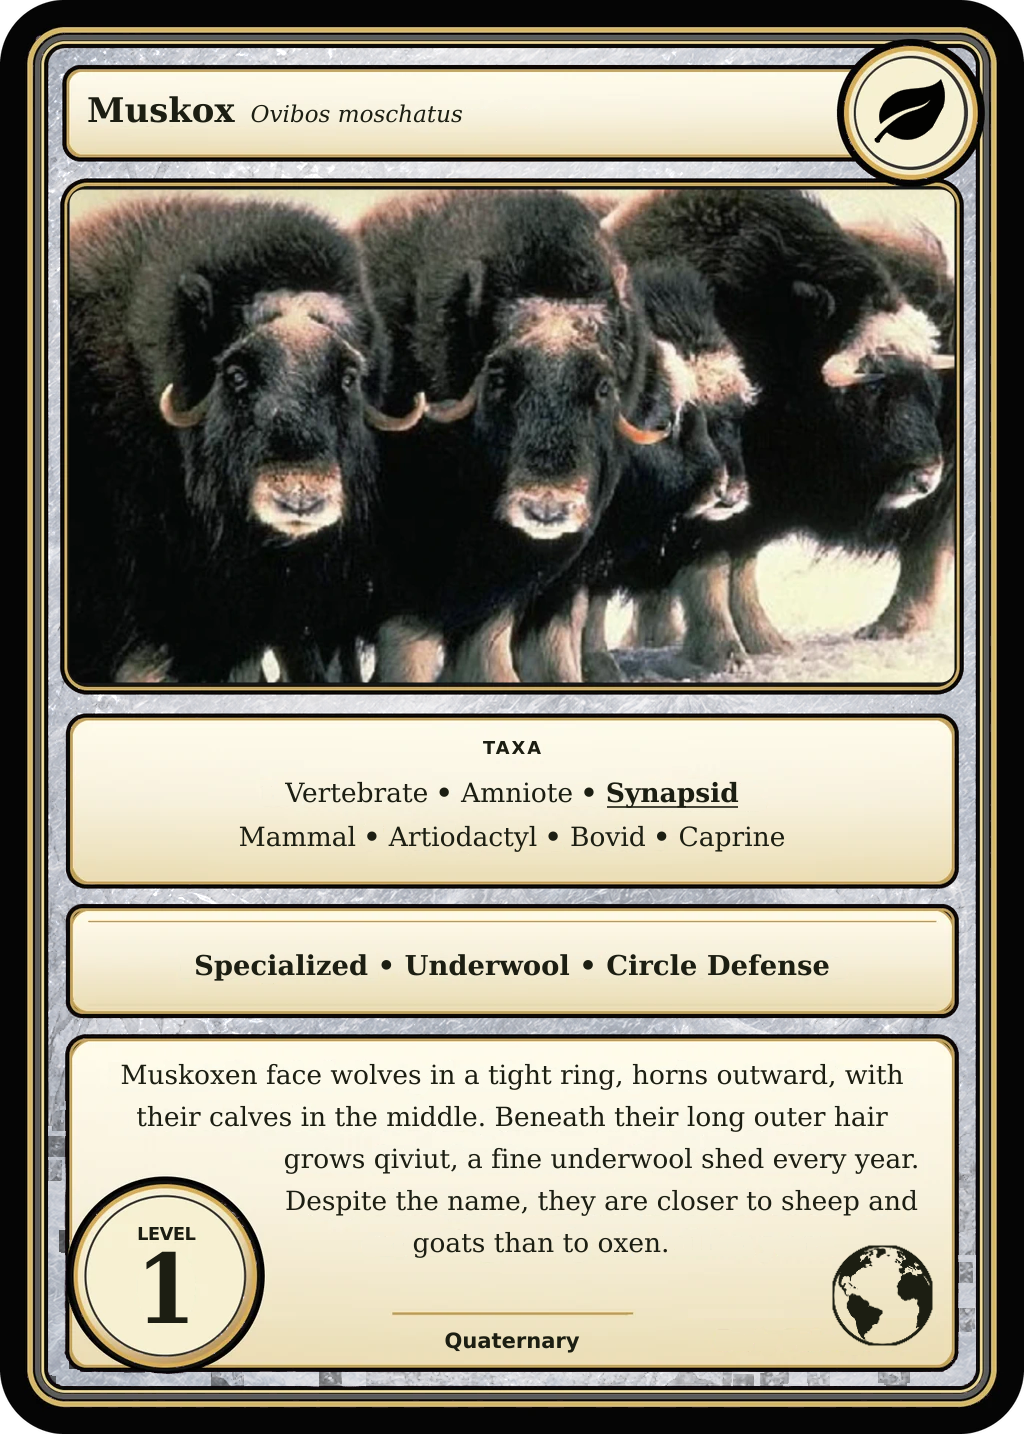 Muskox Ovibos moschatus
TAXA
Vertebrate • Amniote • Synapsid
Mammal • Artiodactyl • Bovid • Caprine
Specialized • Underwool • Circle Defense
Muskoxen face wolves in a tight ring, horns outward, with
their calves in the middle. Beneath their long outer hair
grows qiviut, a fine underwool shed every year.
Despite the name, they are closer to sheep and
goats than to oxen.
LEVEL
1
Quaternary